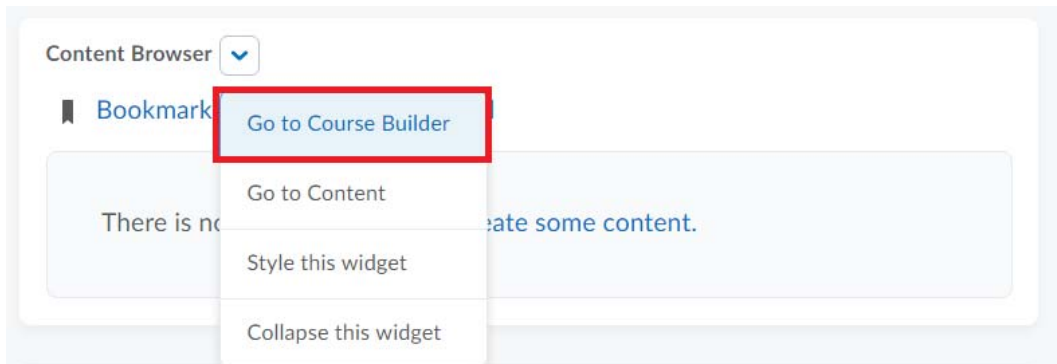 Content Browser
Bookmark
Go to Course Builder
Go to Content
There is
eate some content.
Style this widget
Collapse this widget